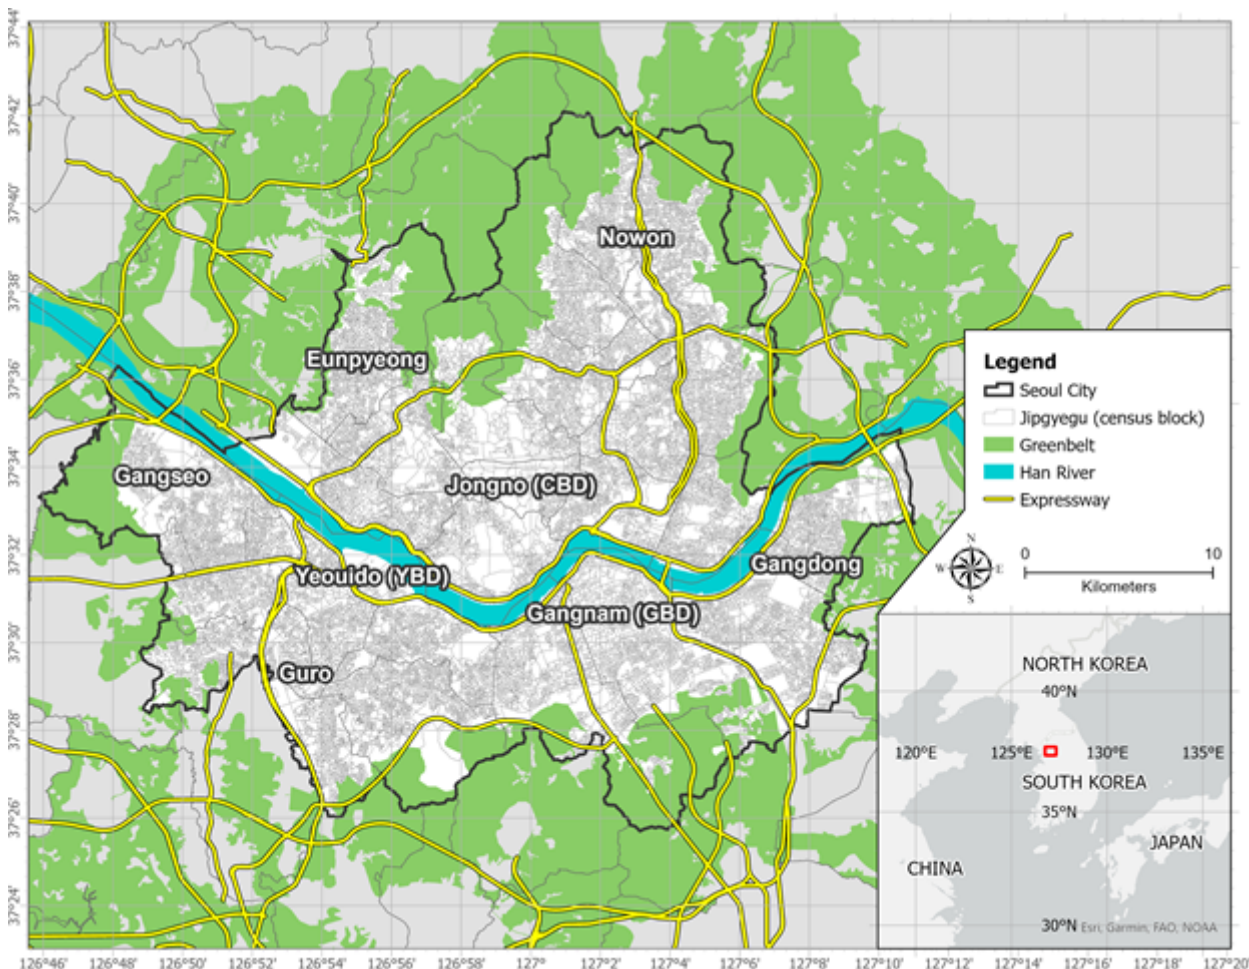 37°44'
37°42'
37°40'
37°38'
37°36'
37°34'
37°32'
37°30'
37°28'
37°26'
37°24'
Nowon
Eunpyeong
Gangseo
Jongno (CBD)
Yeouido (YBD)
Gangdong
Gangnam (GBD)
Guro
Legend
Seoul City
Jipgyegu (census block)
Greenbelt
Han River
Expressway
N
W
E
S
0
10
Kilometers
NORTH KOREA
40°N
120°E
125°E
130°E
135°E
SOUTH KOREA
35°N
JAPAN
CHINA
30°N
Esri, Garmin, FAO, NOAA
126°46' 126°48' 126°50' 126°52' 126°54' 126°56' 126°58' 127°0' 127°2' 127°4' 127°6' 127°8' 127°10' 127°12' 127°14' 127°16' 127°18' 127°20'